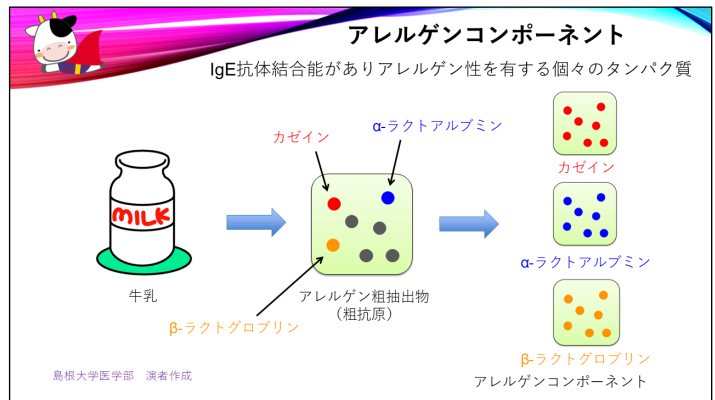 アレルゲンコンポーネント
IgE抗体結合能がありアレルゲン性を有する個々のタンパク質
カゼイン
α-ラクトアルブミン
MILK
牛乳
アレルゲン粗抽出物
（粗抗原）
β-ラクトグロブリン
カゼイン
α-ラクトアルブミン
β-ラクトグロブリン
アレルゲンコンポーネント
島根大学医学部　演者作成